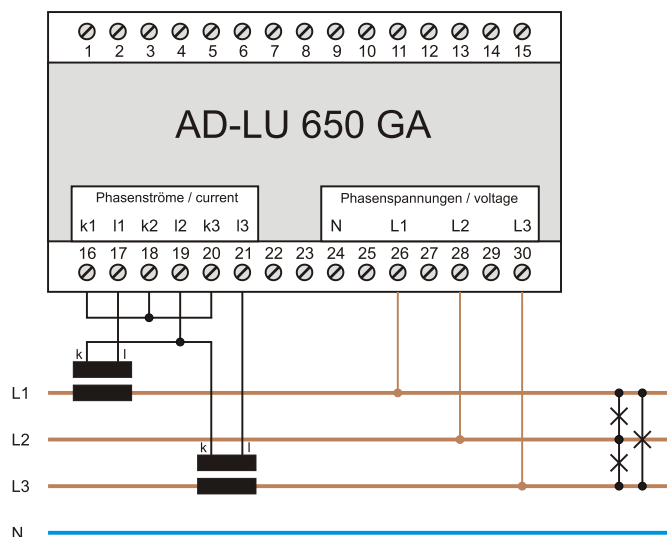 1 2 3 4 5 6 7 8 9 10 11 12 13 14 15
AD-LU 650 GA
Phasenströme / current
Phasenspannungen / voltage
k1 l1 k2 l2 k3 l3
N L1 L2 L3
16 17 18 19 20 21 22 23 24 25 26 27 28 29 30
k l
L1
L2
k l
L3
N